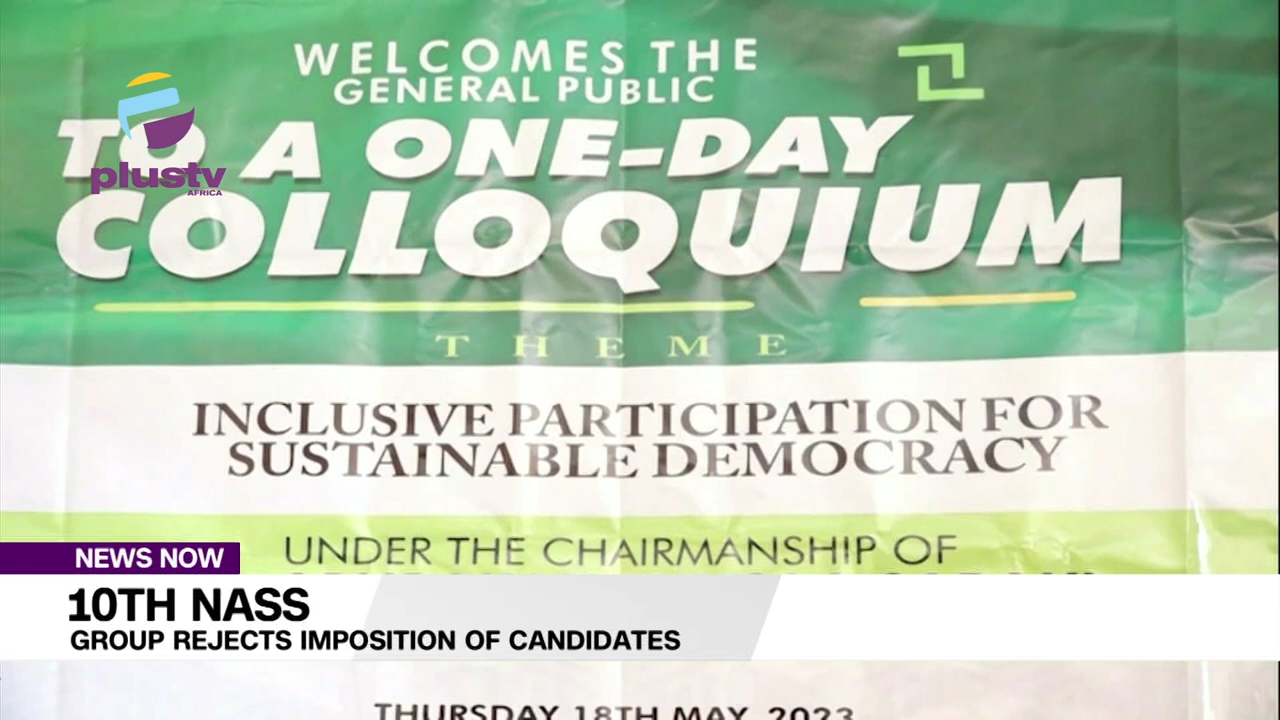 WELCOMES THE
GENERAL PUBLIC
TO A ONE-DAY
COLLOQUIUM
THEME
INCLUSIVE PARTICIPATION FOR
SUSTAINABLE DEMOCRACY
UNDER THE CHAIRMANSHIP OF
THURSDAY 18TH MAY, 2023
plustv
AFRICA
NEWS NOW
10TH NASS
GROUP REJECTS IMPOSITION OF CANDIDATES